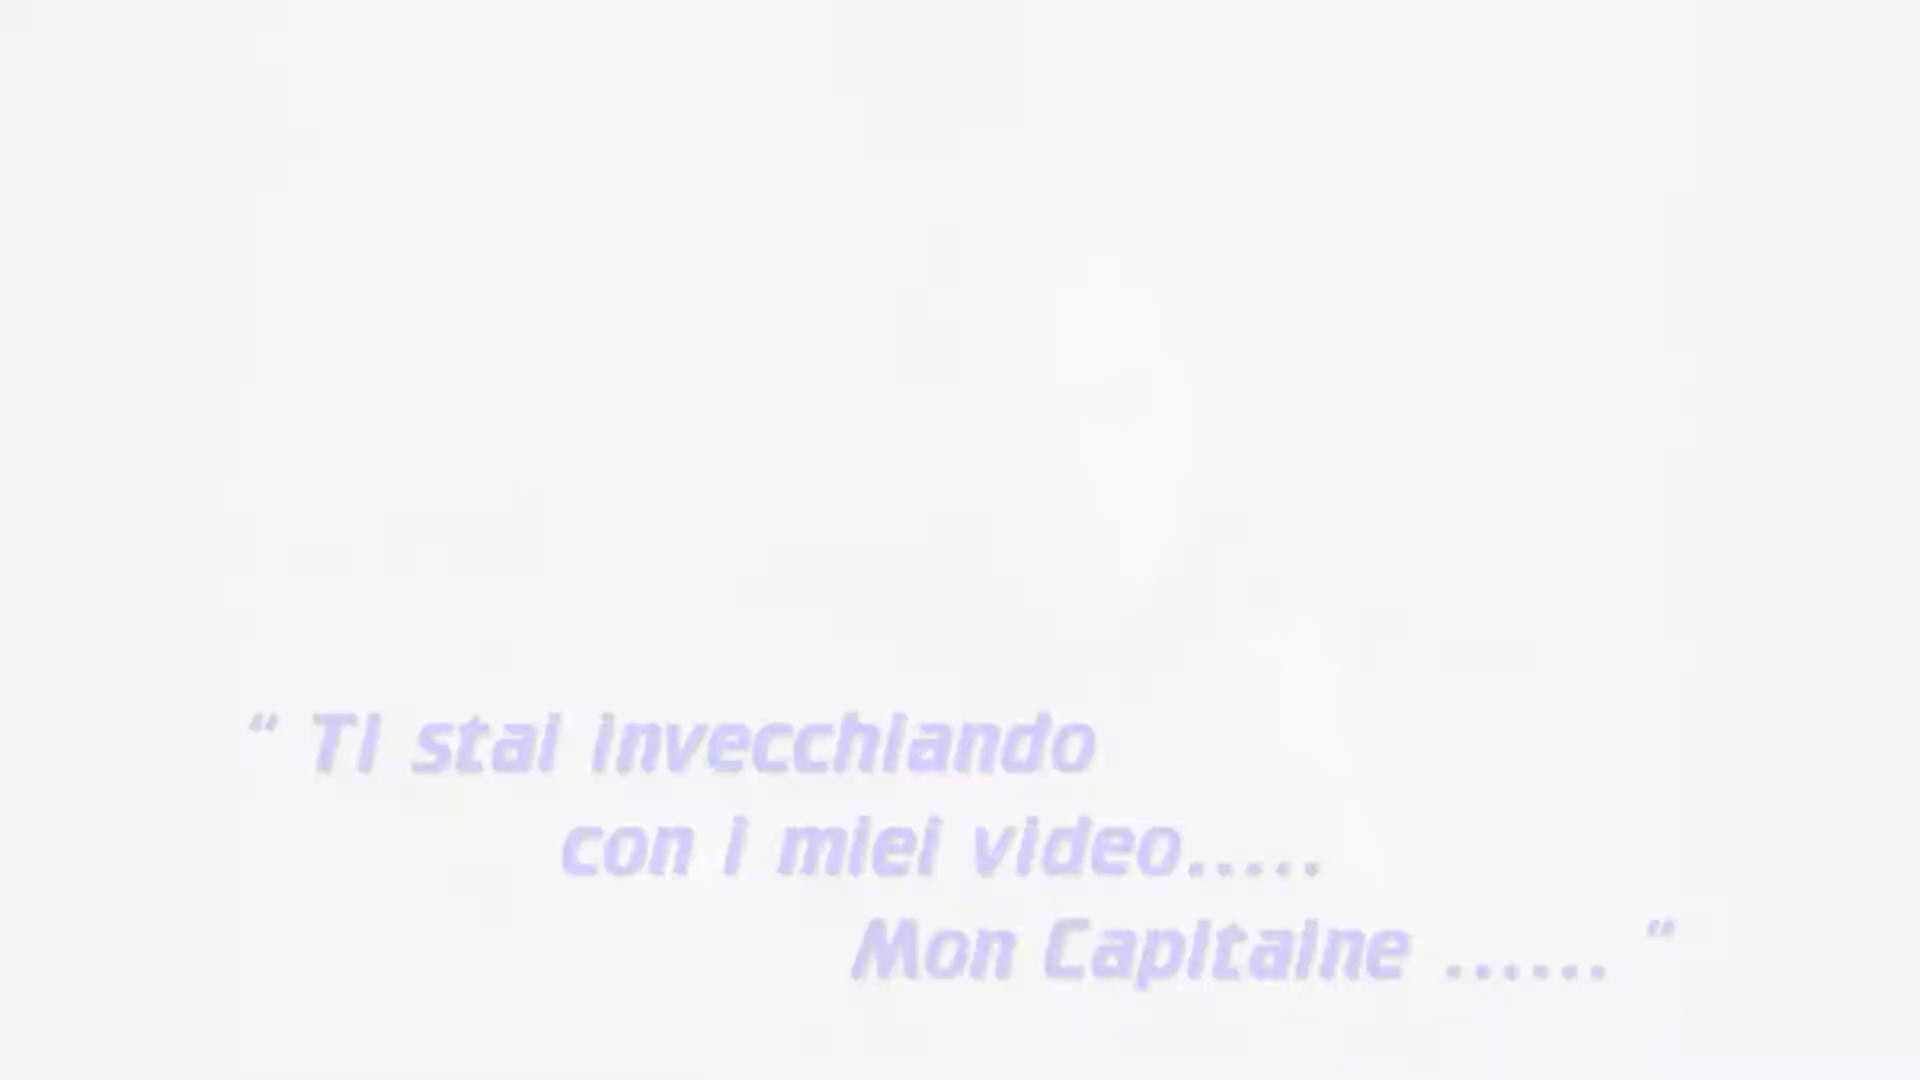 “ Ti stai invecchiando
con i miei video.....
Mon Capitaine ...... “